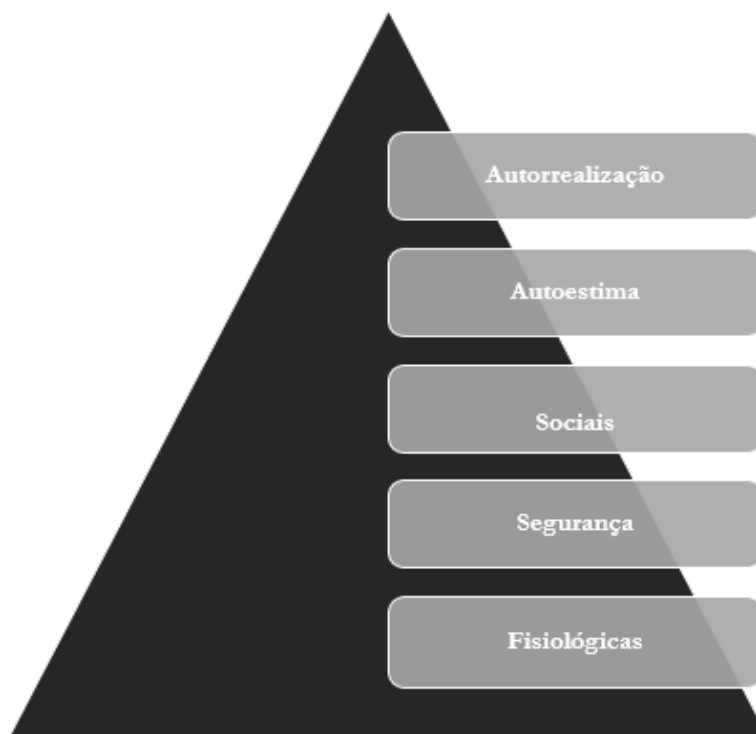 Autorrealização
Autoestima
Sociais
Segurança
Fisiológicas